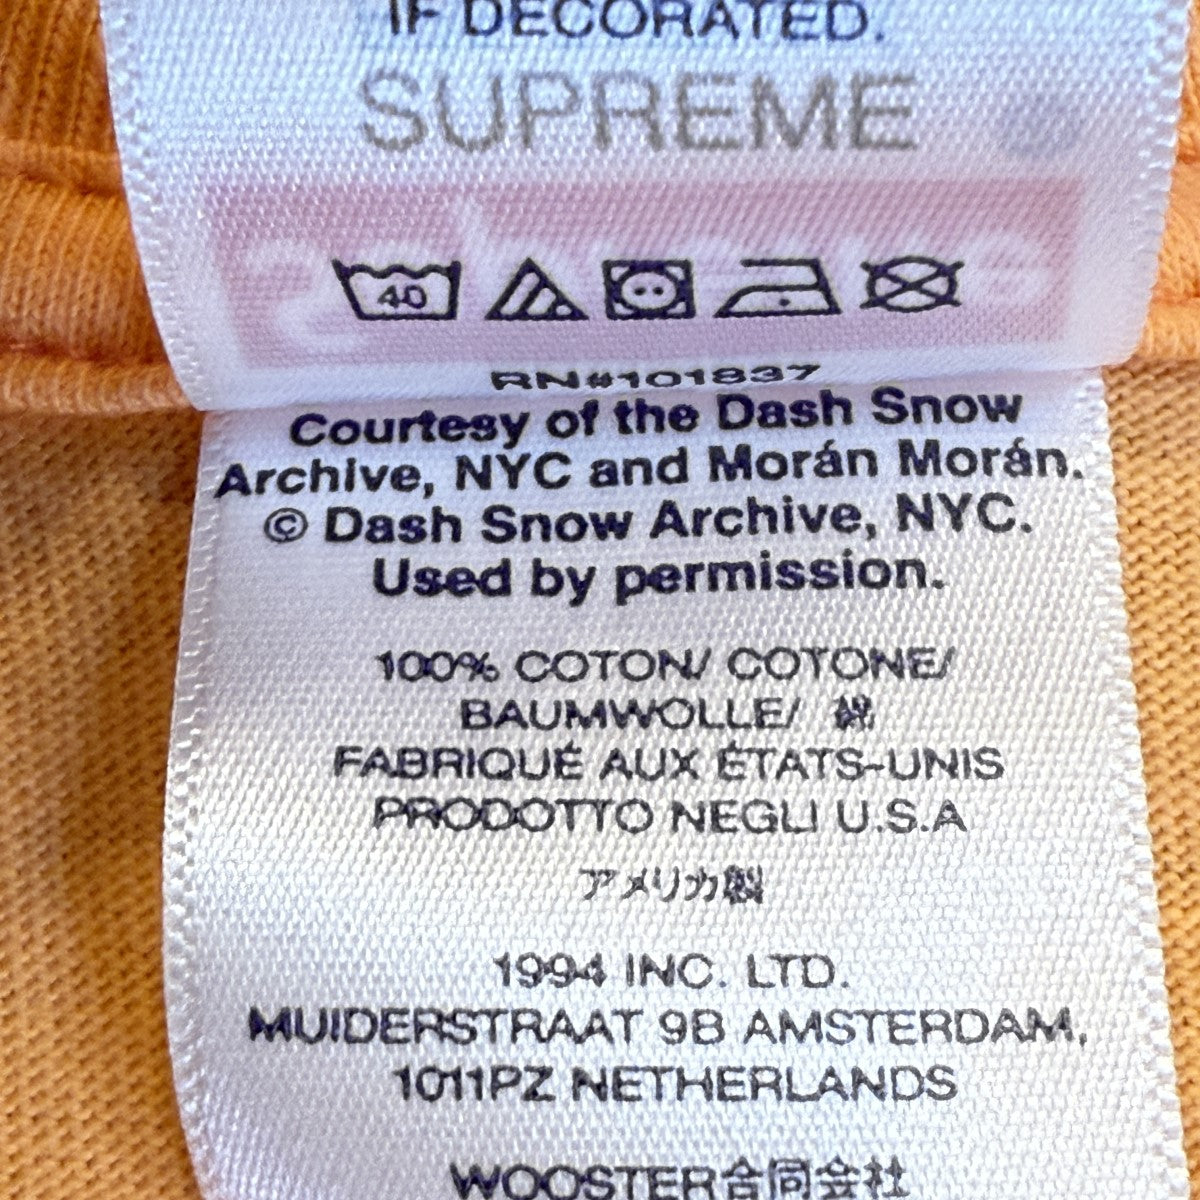 IF DECORATED.
SUPREME
40
RN#101837
Courtesy of the Dash Snow
Archive, NYC and Morán Morán.
© Dash Snow Archive, NYC.
Used by permission.
100% COTON/ COTONE/
BAUMWOLLE/ 綿
FABRIQUÉ AUX ÉTATS-UNIS
PRODOTTO NEGLI U.S.A
アメリカ製
1994 INC. LTD.
MUIDERSTRAAT 9B AMSTERDAM,
1011PZ NETHERLANDS
WOOSTER合同会社